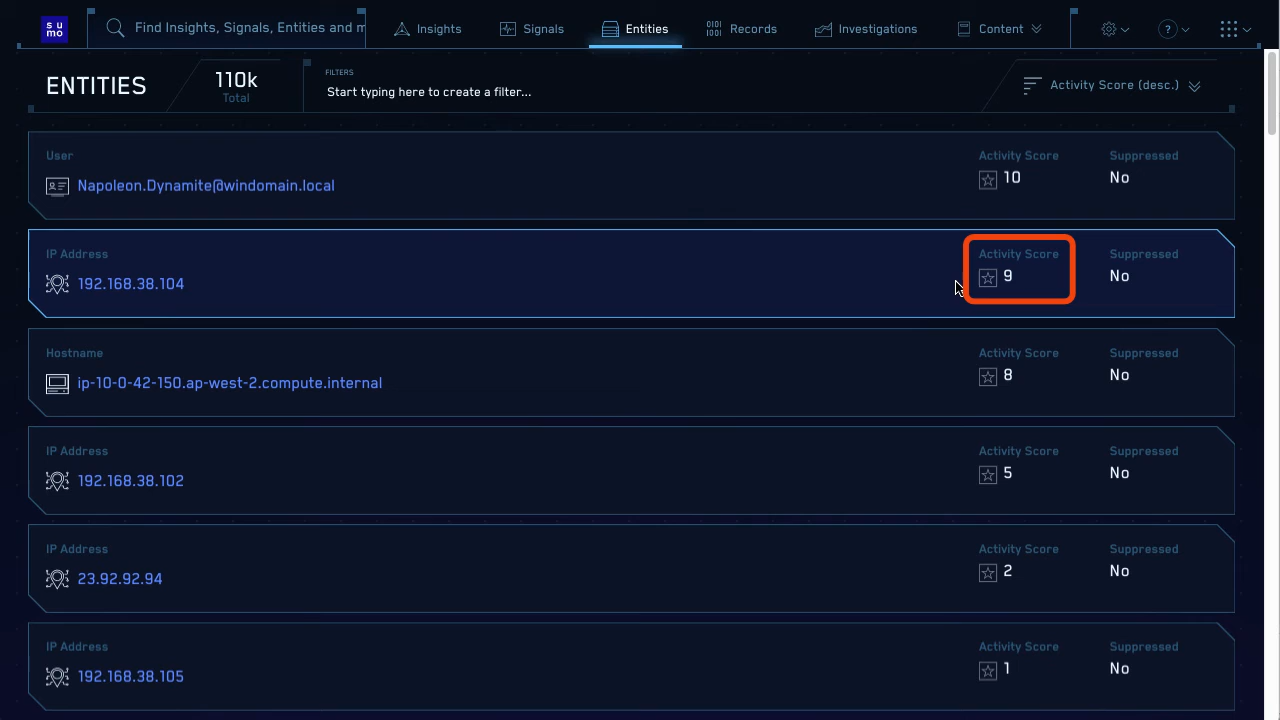 su
mo
Find Insights, Signals, Entities and m
Insights
Signals
Entities
Records
Investigations
Content
?
ENTITIES
110k
Total
FILTERS
Start typing here to create a filter...
Activity Score (desc.)
User
Napoleon.Dynamite@windomain.local
Activity Score
10
Suppressed
No
IP Address
192.168.38.104
Activity Score
9
Suppressed
No
Hostname
ip-10-0-42-150.ap-west-2.compute.internal
Activity Score
8
Suppressed
No
IP Address
192.168.38.102
Activity Score
5
Suppressed
No
IP Address
23.92.92.94
Activity Score
2
Suppressed
No
IP Address
192.168.38.105
Activity Score
1
Suppressed
No